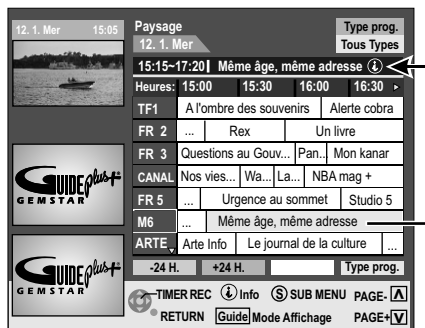 12. 1. Mer 15:05
Paysage Type prog.
12. 1. Mer Tous Types
15:15~17:20 Même âge, même adresse i
Heures: 15:00 15:30 16:00 16:30
TF1 A l'ombre des souvenirs Alerte cobra
FR 2 ... Rex Un livre
FR 3 Questions au Gouv... Pan.. Mon kanar
CANAL Nos vies... Wa... La... NBA mag +
FR 5 ... Urgence au sommet Studio 5
M6 ... Même âge, même adresse
ARTE Arte Info Le journal de la culture ...
GUIDE plus+
GEMSTAR
GUIDE plus+
GEMSTAR
-24 H. +24 H. Type prog.
TIMER REC i Info S SUB MENU PAGE- Λ
RETURN Guide Mode Affichage PAGE+ V